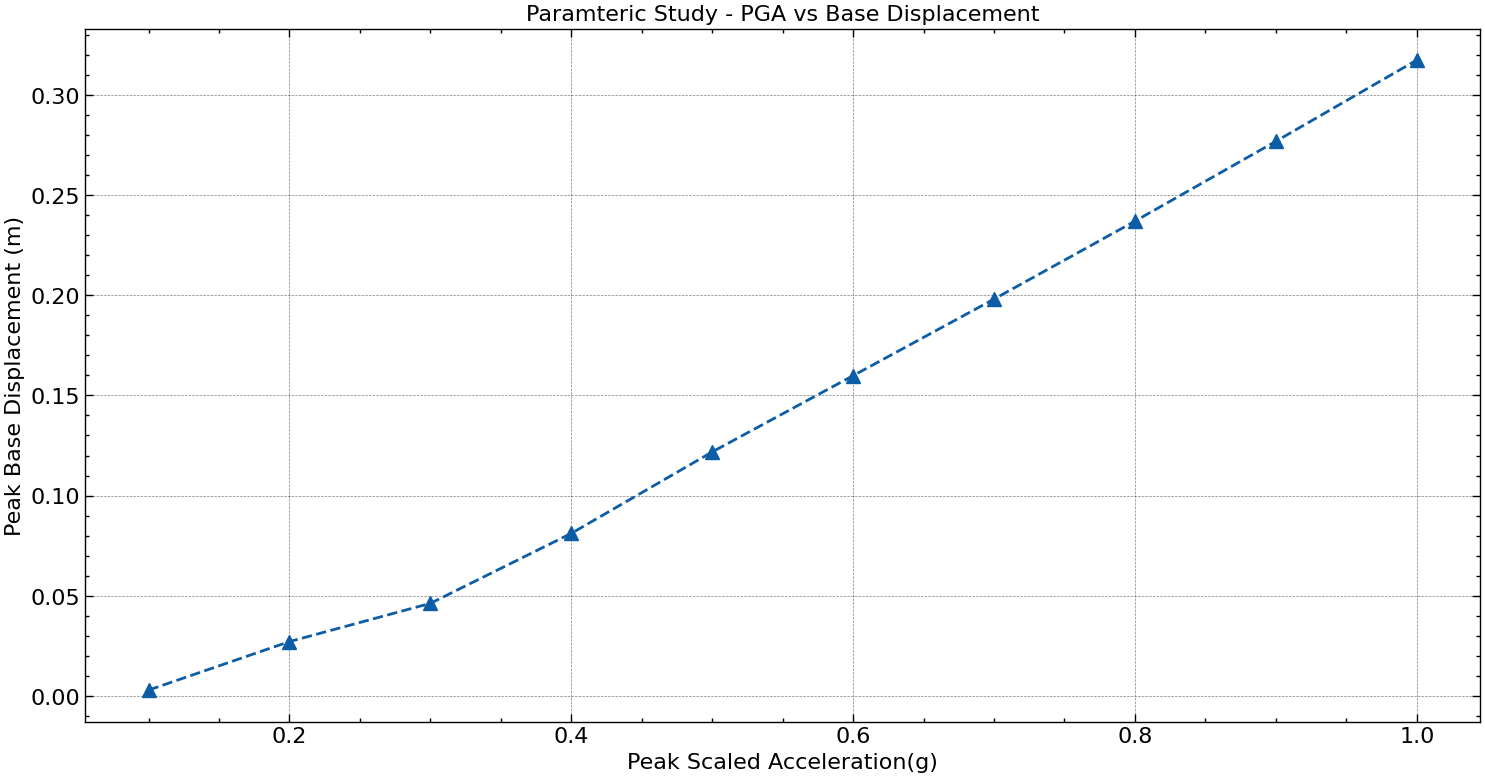 Paramteric Study - PGA vs Base Displacement
Peak Base Displacement (m)
0.30
0.25
0.20
0.15
0.10
0.05
0.00
0.2 0.4 0.6 0.8 1.0
Peak Scaled Acceleration(g)